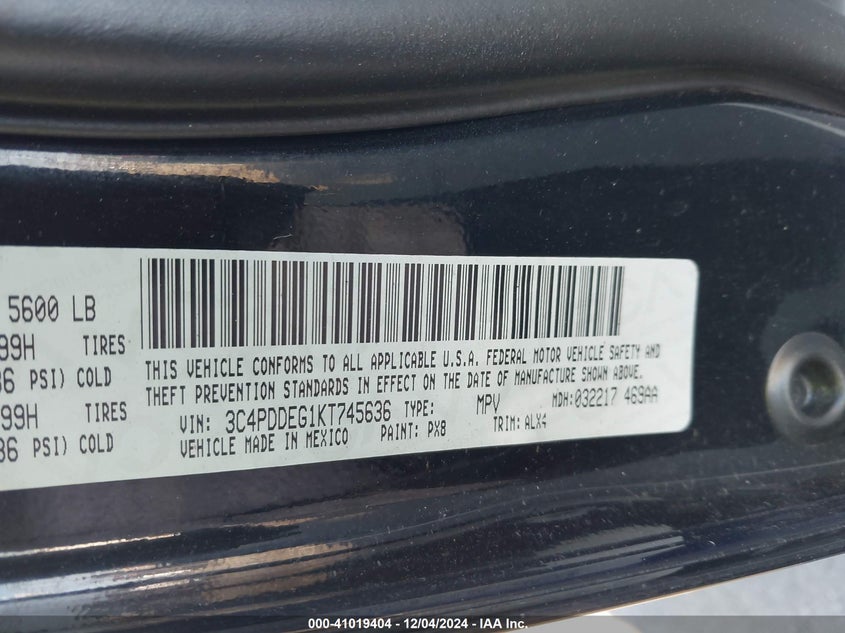 5600 LB
99H TIRES
36 PSI) COLD
99H TIRES
36 PSI) COLD
THIS VEHICLE CONFORMS TO ALL APPLICABLE U.S.A. FEDERAL MOTOR VEHICLE SAFETY AND
THEFT PREVENTION STANDARDS IN EFFECT ON THE DATE OF MANUFACTURE SHOWN ABOVE.
VIN: 3C4PDDEG1KT745636 TYPE: MPV MDH:032217 469AA
VEHICLE MADE IN MEXICO PAINT: PX8 TRIM: ALX4
000-41019404 - 12/04/2024 - IAA Inc.